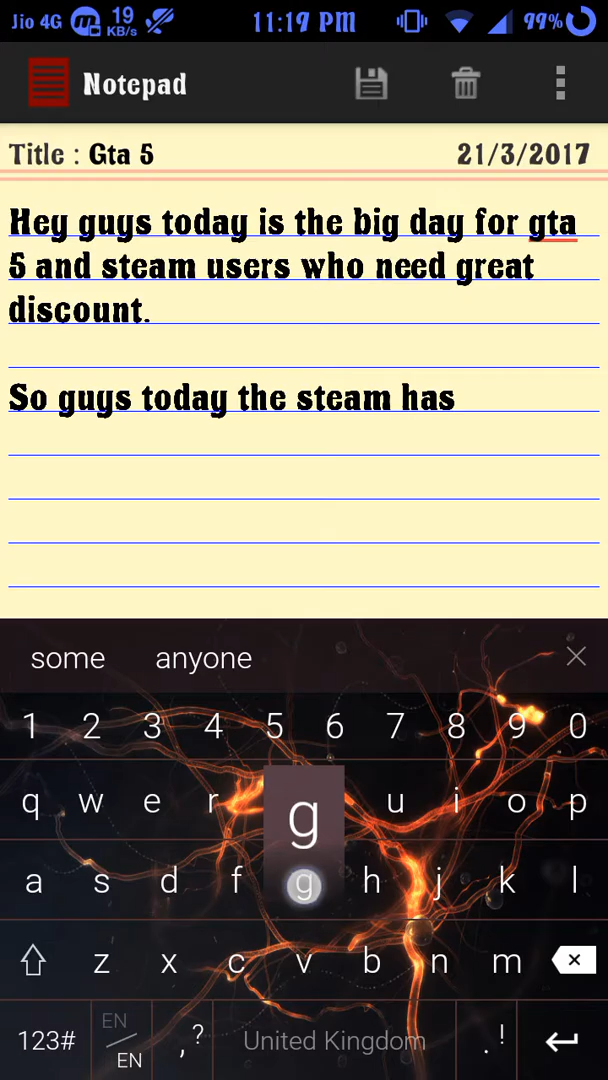 Jio 4G 19 KB/s 11:19 PM 99%
Notepad
Title : Gta 5 21/3/2017
Hey guys today is the big day for gta
5 and steam users who need great
discount.
So guys today the steam has
some anyone
1 2 3 4 5 6 7 8 9 0
g
q w e r u i o p
a s d f g h j k l
z x c v b n m
123# EN EN , ? United Kingdom . !